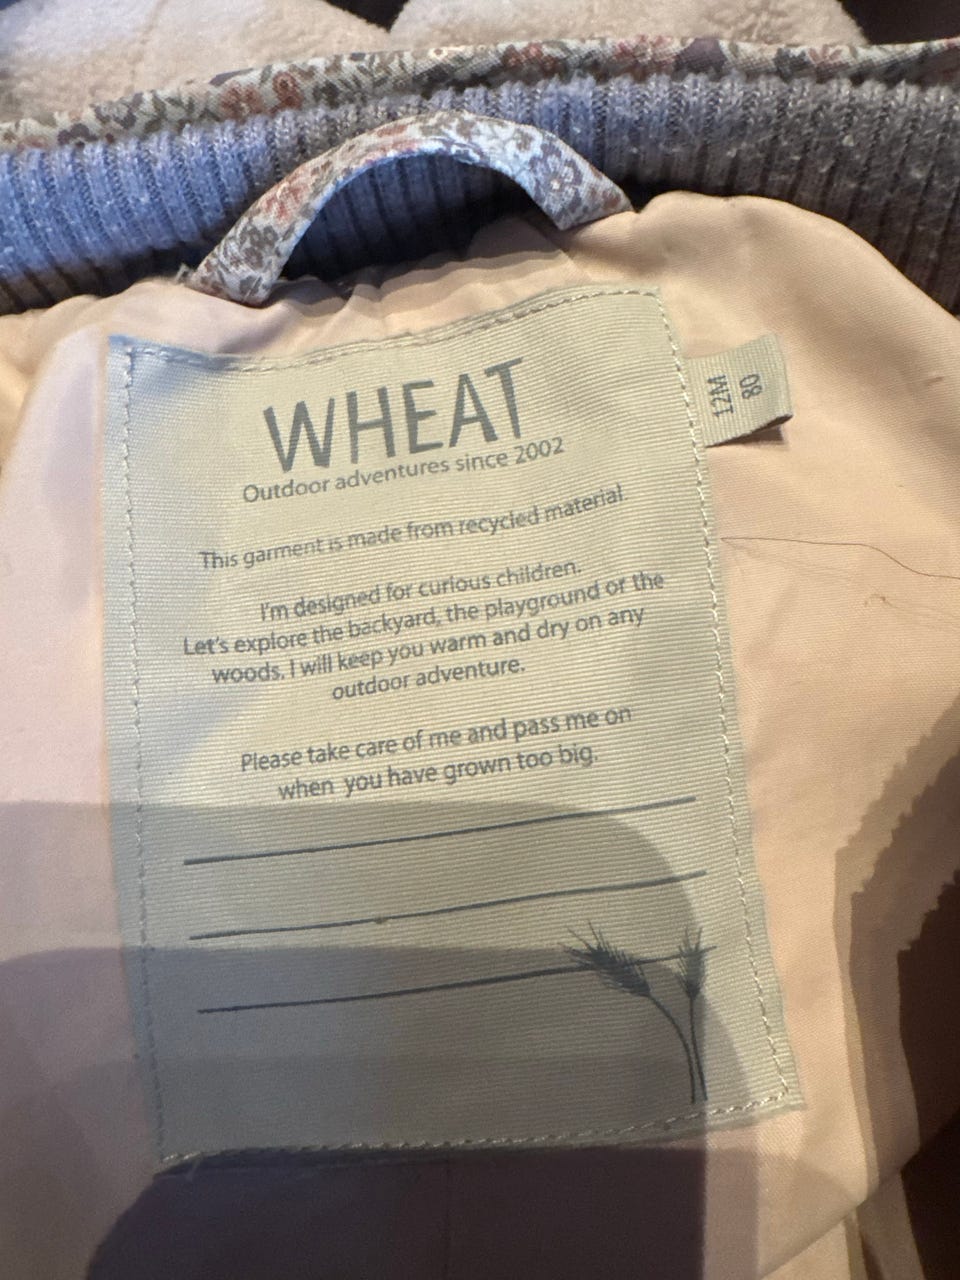 WHEAT
Outdoor adventures since 2002
12M
80
This garment is made from recycled material
I'm designed for curious children.
Let's explore the backyard, the playground or the
woods. I will keep you warm and dry on any
outdoor adventure.
Please take care of me and pass me on
when you have grown too big.